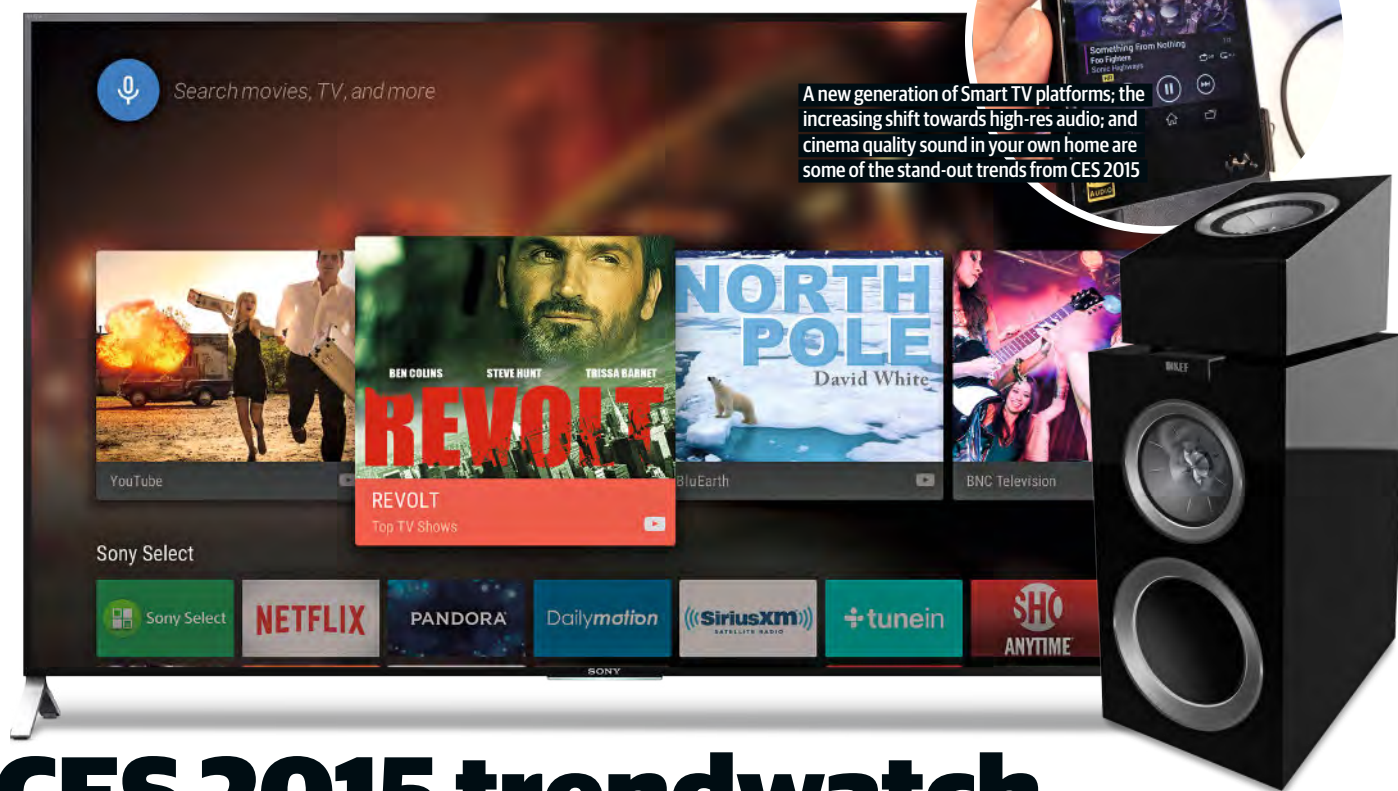 Search movies, TV, and more
Something From Nothing
Foo Fighters
Sonic Highways
HD
A new generation of Smart TV platforms; the
increasing shift towards high-res audio; and
cinema quality sound in your own home are
some of the stand-out trends from CES 2015
AUDIO
BEN COLINS STEVE HUNT TRISSA BARNET
REVOLT
NORTH
POLE
David White
KEF
YouTube
REVOLT
Top TV Shows
BluEarth
BNC Television
Sony Select
Sony Select
NETFLIX
PANDORA
Dailymotion
((SiriusXM))
SATELLITE RADIO
tunein
SHO
ANYTIME
SONY
CES 2015 trendwatch